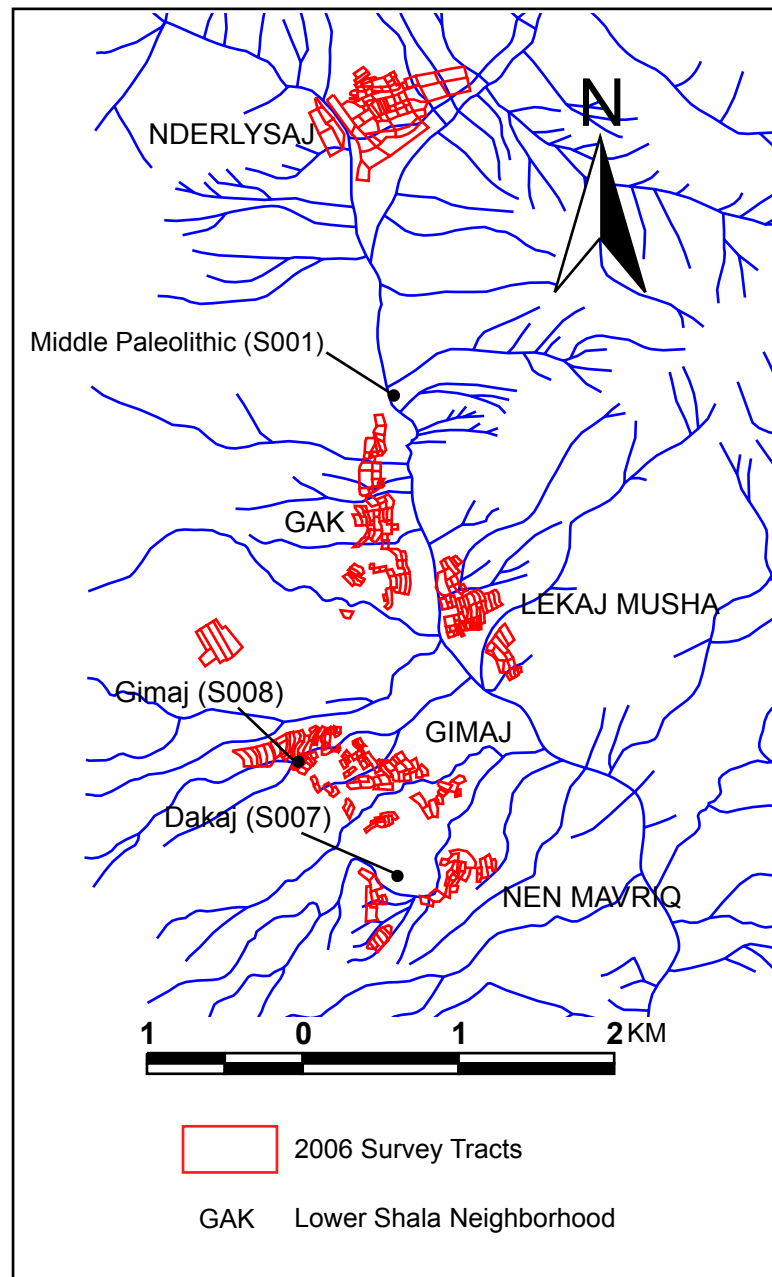 N
NDERLYSAJ
Middle Paleolithic (S001)
GAK
LEKAJ MUSHA
Gimaj (S008)
GIMAJ
Dakaj (S007)
NEN MAVRIQ
1 0 1 2 KM
2006 Survey Tracts
GAK Lower Shala Neighborhood